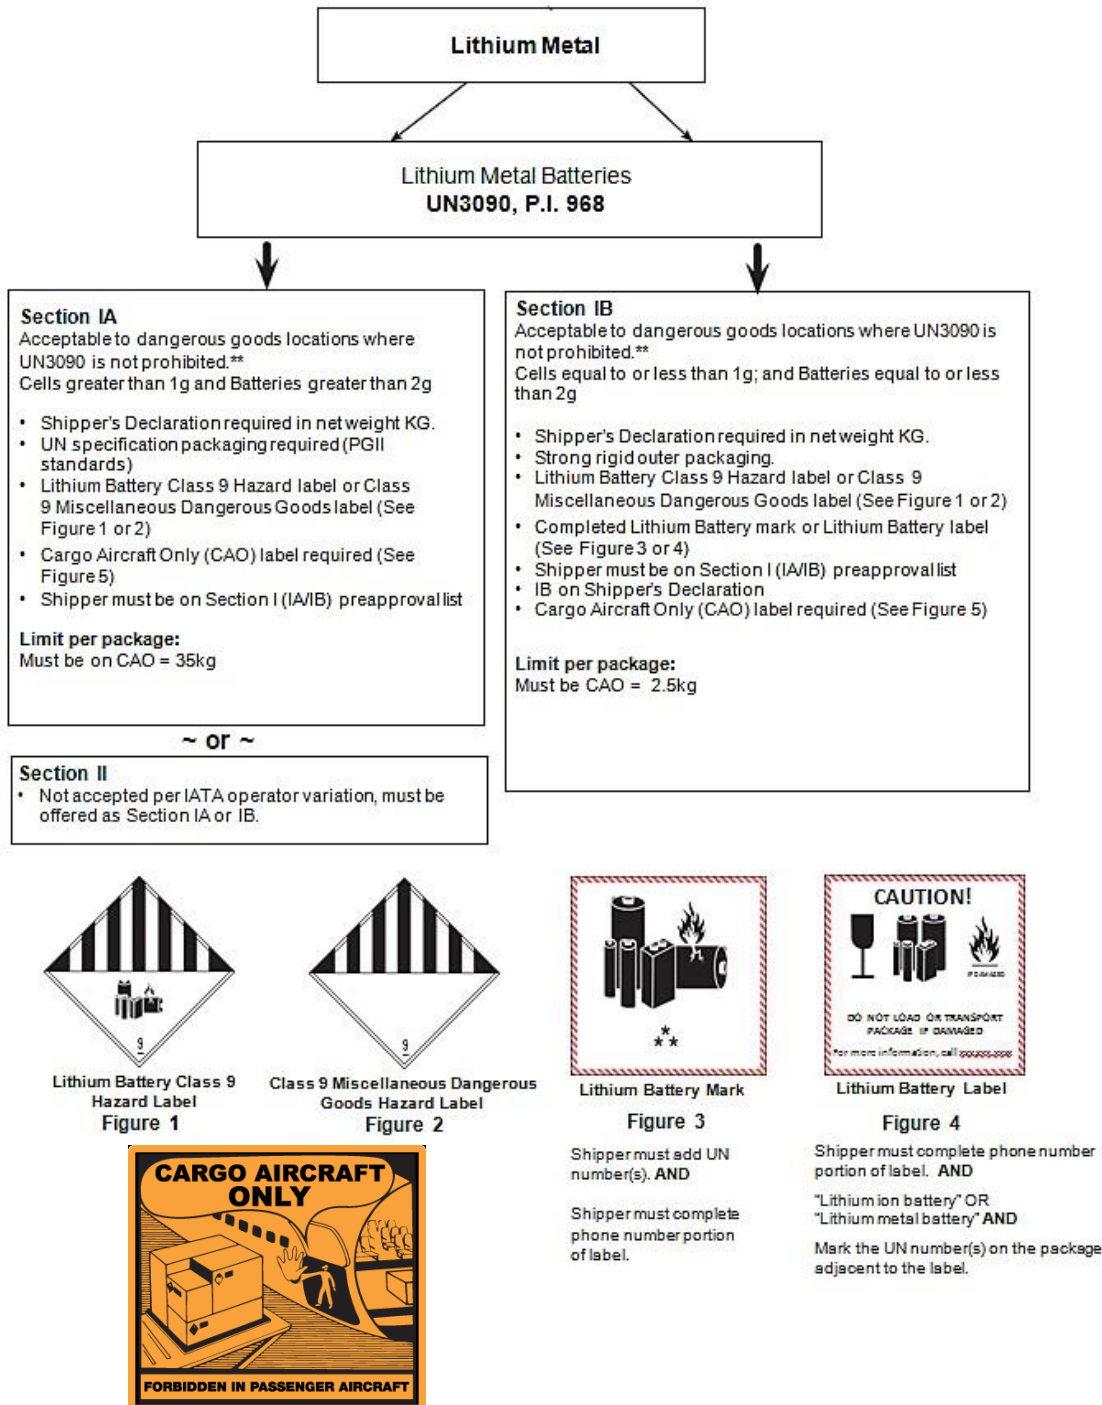 Lithium Metal
Lithium Metal Batteries
UN3090, P.I. 968
Section IA
Acceptable to dangerous goods locations where
UN3090 is not prohibited.**
Cells greater than 1g and Batteries greater than 2g
• Shipper's Declaration required in net weight KG.
• UN specification packaging required (PGII
standards)
• Lithium Battery Class 9 Hazard label or Class
9 Miscellaneous Dangerous Goods label (See
Figure 1 or 2)
• Cargo Aircraft Only (CAO) label required (See
Figure 5)
• Shipper must be on Section I (IA/IB) preapproval list
Limit per package:
Must be on CAO = 35kg
Section IB
Acceptable to dangerous goods locations where UN3090 is
not prohibited.**
Cells equal to or less than 1g; and Batteries equal to or less
than 2g
• Shipper's Declaration required in net weight KG.
• Strong rigid outer packaging.
• Lithium Battery Class 9 Hazard label or Class 9
Miscellaneous Dangerous Goods label (See Figure 1 or 2)
• Completed Lithium Battery mark or Lithium Battery label
(See Figure 3 or 4)
• Shipper must be on Section I (IA/IB) preapproval list
• IB on Shipper's Declaration
• Cargo Aircraft Only (CAO) label required (See Figure 5)
Limit per package:
Must be CAO = 2.5kg
~ or ~
Section II
• Not accepted per IATA operator variation, must be
offered as Section IA or IB.
9
Lithium Battery Class 9
Hazard Label
Figure 1
9
Class 9 Miscellaneous Dangerous
Goods Hazard Label
Figure 2
*
**
Lithium Battery Mark
Figure 3
Shipper must add UN
number(s). AND
Shipper must complete
phone number portion
of label.
CAUTION!
IF DAMAGED
DO NOT LOAD OR TRANSPORT
PACKAGE IF DAMAGED
For more information, call xxx.xxx.xxxx
Lithium Battery Label
Figure 4
Shipper must complete phone number
portion of label. AND
"Lithium ion battery" OR
"Lithium metal battery" AND
Mark the UN number(s) on the package
adjacent to the label.
CARGO AIRCRAFT
ONLY
FORBIDDEN IN PASSENGER AIRCRAFT